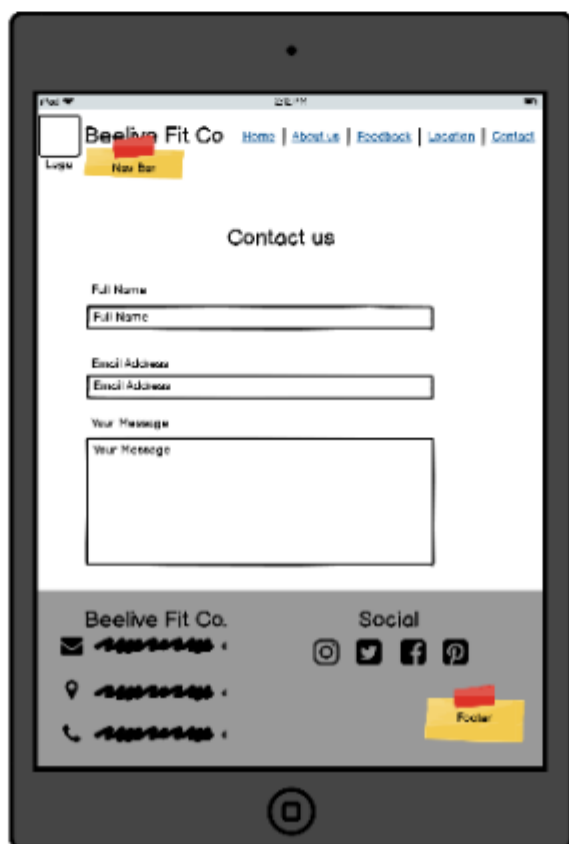 iPad
Beelive Fit Co Home | About us | Feedback | Location | Contact
Logo
Nav Bar
Contact us
Full Name
Full Name
Email Address
Email Address
Your Message
Your Message
Beelive Fit Co. Social
Footer